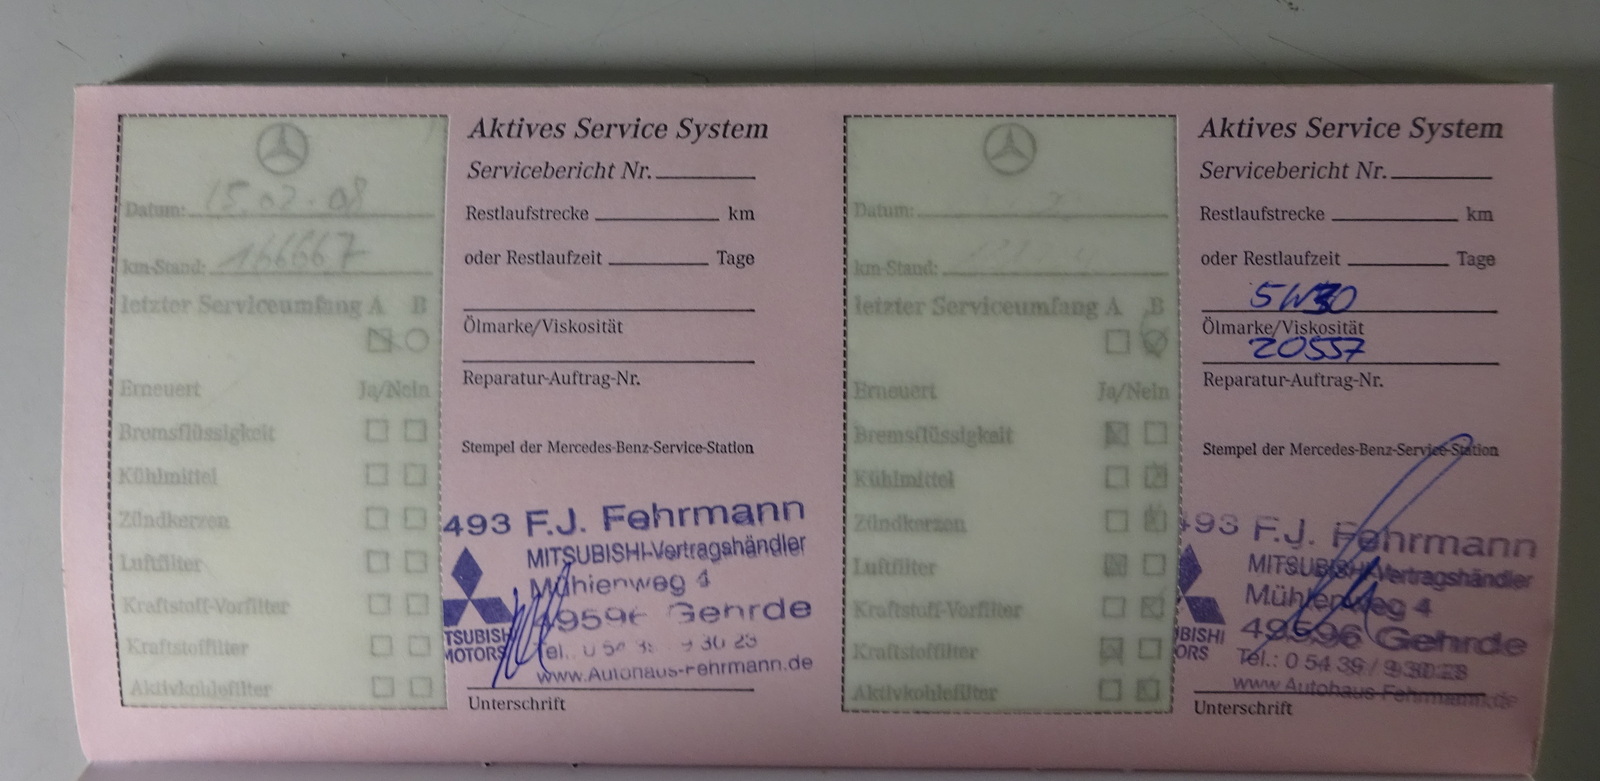 Aktives Service System
Servicebericht Nr.
Restlaufstrecke km
oder Restlaufzeit Tage
Ölmarke/Viskosität
Reparatur-Auftrag-Nr.
Stempel der Mercedes-Benz-Service-Station
493 F.J. Fehrmann
MITSUBISHI-Vertragshändler
Mühlenweg 4
49596 Gehrde
TSUBISHI
MOTORS
www.Autohaus-Fehrmann.de
Unterschrift
Datum: 15.02.08
km-Stand: 166667
letzter Serviceumfang A B
Erneuert Ja/Nein
Bremsflüssigkeit
Kühlmittel
Zündkerzen
Luftfilter
Kraftstoff-Vorfilter
Kraftstoffilter
Aktivkohlefilter
Aktives Service System
Servicebericht Nr.
Restlaufstrecke km
oder Restlaufzeit Tage
5W30
Ölmarke/Viskosität
20557
Reparatur-Auftrag-Nr.
Stempel der Mercedes-Benz-Service-Station
493 F.J. Fehrmann
MITSUBISHI-Vertragshändler
Mühlenweg 4
49596 Gehrde
BISHI
ORS
Tel.: 0 54 39 / 9 30 23
www.Autohaus-Fehrmann.de
Unterschrift
Datum:
km-Stand:
letzter Serviceumfang A B
Erneuert Ja/Nein
Bremsflüssigkeit
Kühlmittel
Zündkerzen
Luftfilter
Kraftstoff-Vorfilter
Kraftstoffilter
Aktivkohlefilter